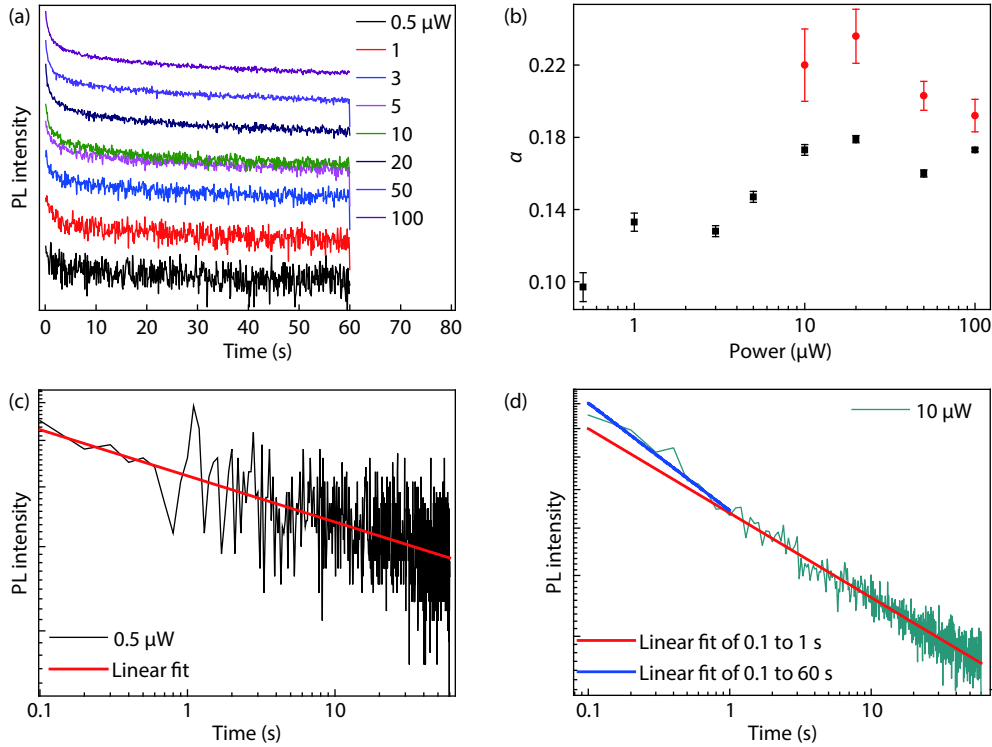 (a)
PL intensity
0.5 μW
1
3
5
10
20
50
100
0 10 20 30 40 50 60 70 80
Time (s)
(b)
α
0.22
0.18
0.14
0.10
1 10 100
Power (μW)
(c)
PL intensity
0.5 μW
Linear fit
0.1 1 10
Time (s)
(d)
PL intensity
10 μW
Linear fit of 0.1 to 1 s
Linear fit of 0.1 to 60 s
0.1 1 10
Time (s)